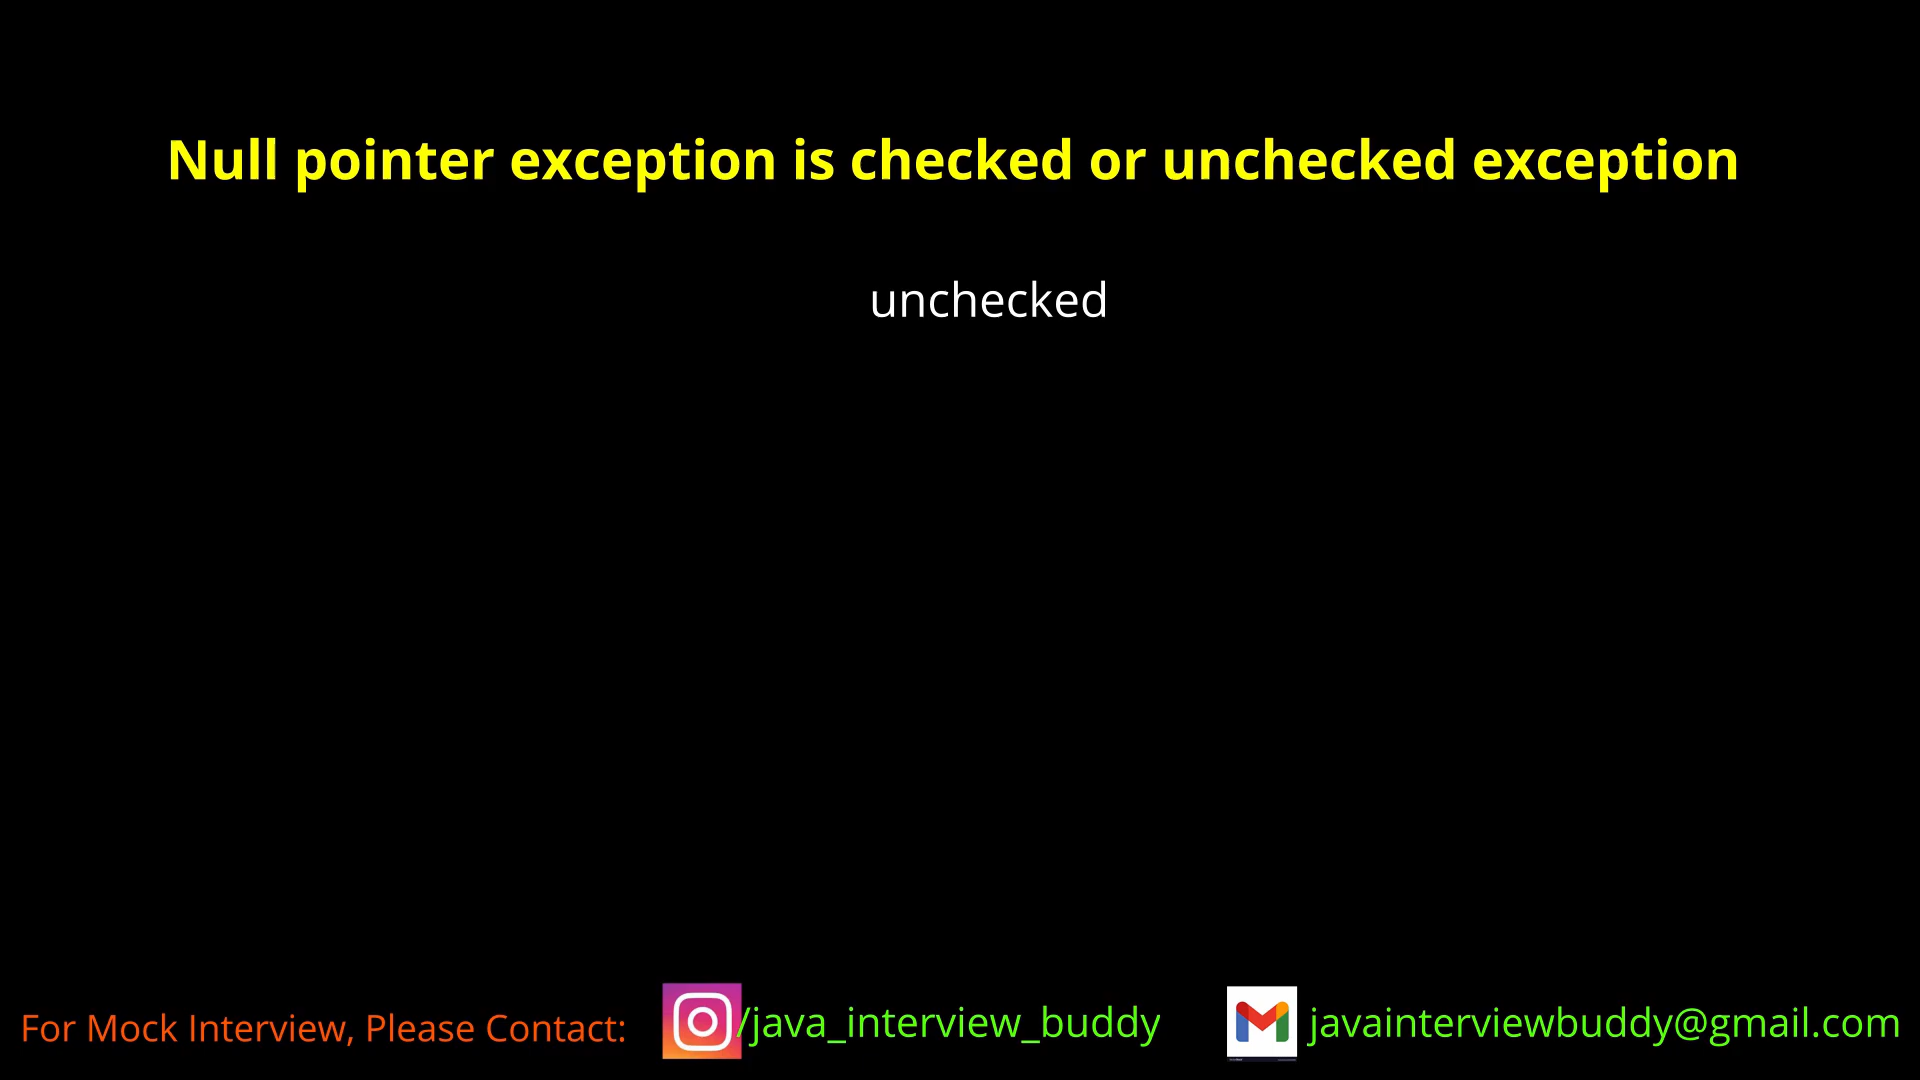 Null pointer exception is checked or unchecked exception
unchecked
For Mock Interview, Please Contact: /java_interview_buddy javainterviewbuddy@gmail.com